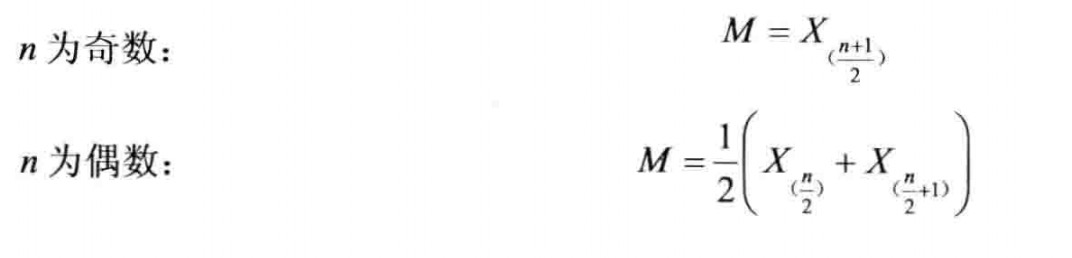 n 为奇数： M = X_{(\frac{n+1}{2})}
n 为偶数： M = \frac{1}{2}\left( X_{(\frac{n}{2})} + X_{(\frac{n}{2}+1)} \right)